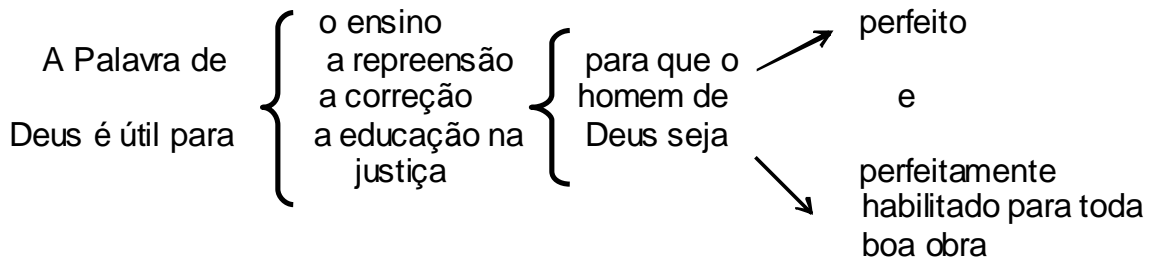 A Palavra de
Deus é útil para
o ensino
a repreensão
a correção
a educação na
justiça
para que o
homem de
Deus seja
perfeito
e
perfeitamente
habilitado para toda
boa obra